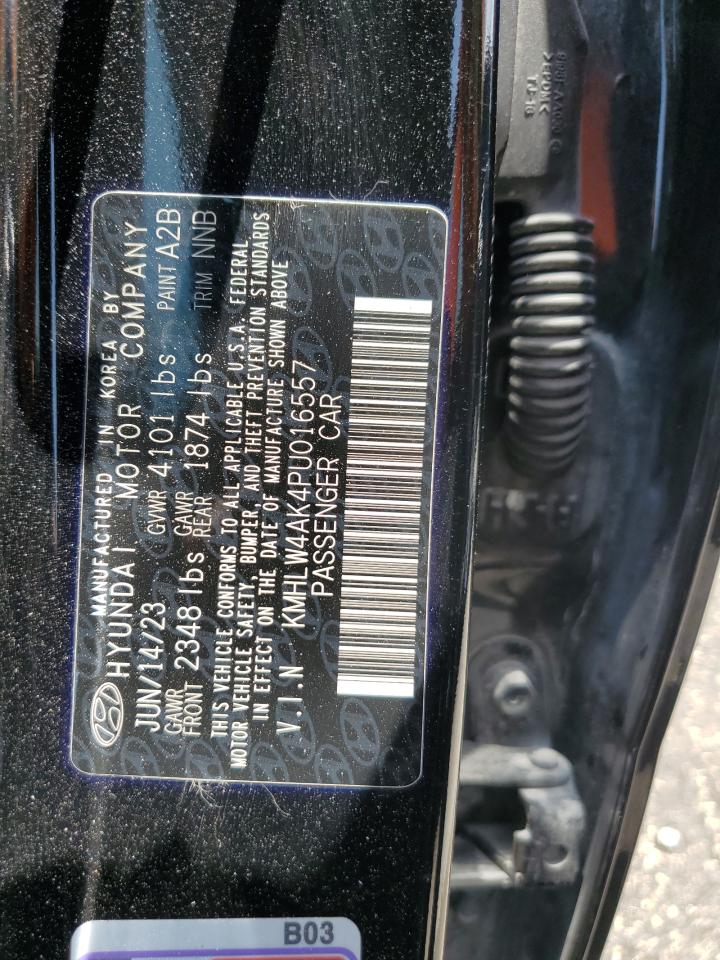 MANUFACTURED IN KOREA BY
HYUNDAI MOTOR COMPANY
JUN/14/23 GVWR 4101 lbs PAINT A2B
GAWR FRONT 2348 lbs GAWR REAR 1874 lbs TRIM NNB
THIS VEHICLE CONFORMS TO ALL APPLICABLE U.S.A. FEDERAL
MOTOR VEHICLE SAFETY, BUMPER, AND THEFT PREVENTION STANDARDS
IN EFFECT ON THE DATE OF MANUFACTURE SHOWN ABOVE
V.I.N KMHLW4AK4PU016557
PASSENGER CAR
B03